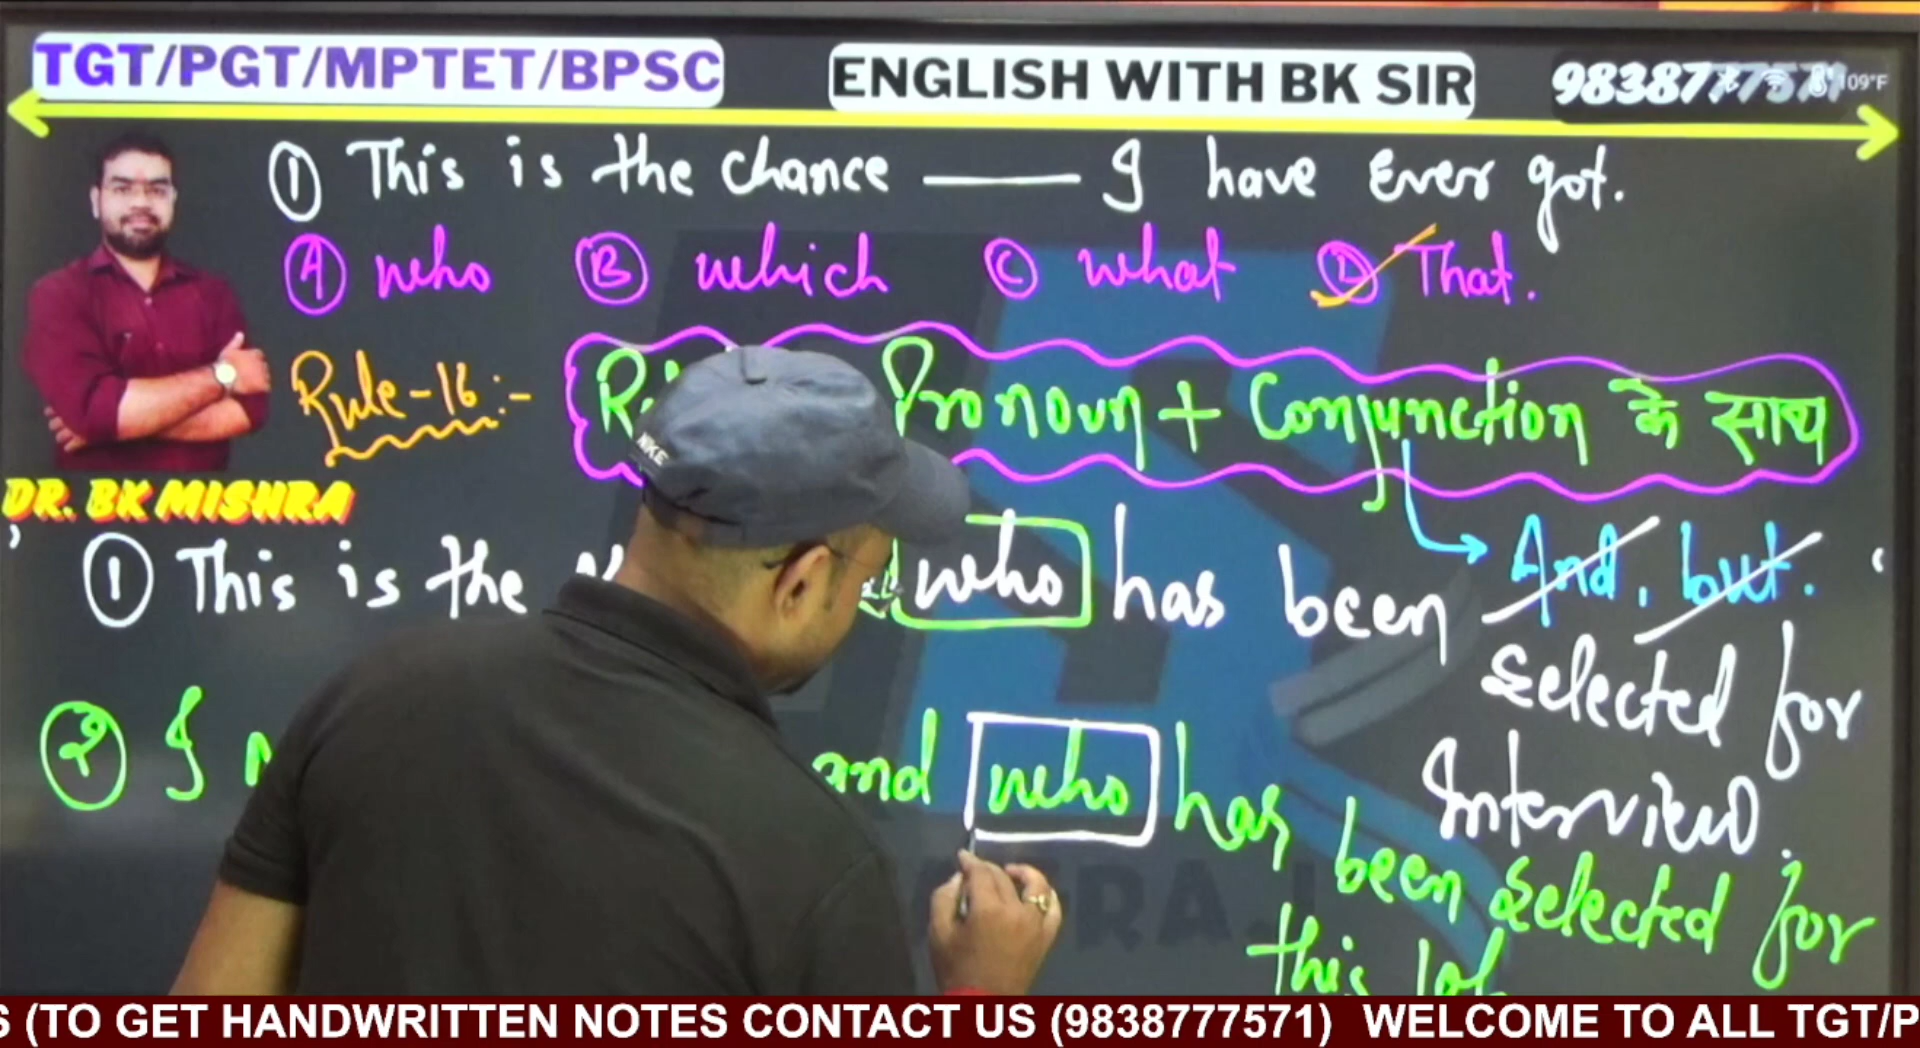 TGT/PGT/MPTET/BPSC ENGLISH WITH BK SIR 9838777571 109°F
① This is the chance —— I have ever got.
Ⓐ who Ⓑ which Ⓒ what Ⓓ That.
Rule-16:- Pronoun + Conjunction के साथ
DR. BK MISHRA
NIKE
① This is the who has been And, but.
selected for
Interview.
② I and who has been selected for
this
S (TO GET HANDWRITTEN NOTES CONTACT US (9838777571) WELCOME TO ALL TGT/P